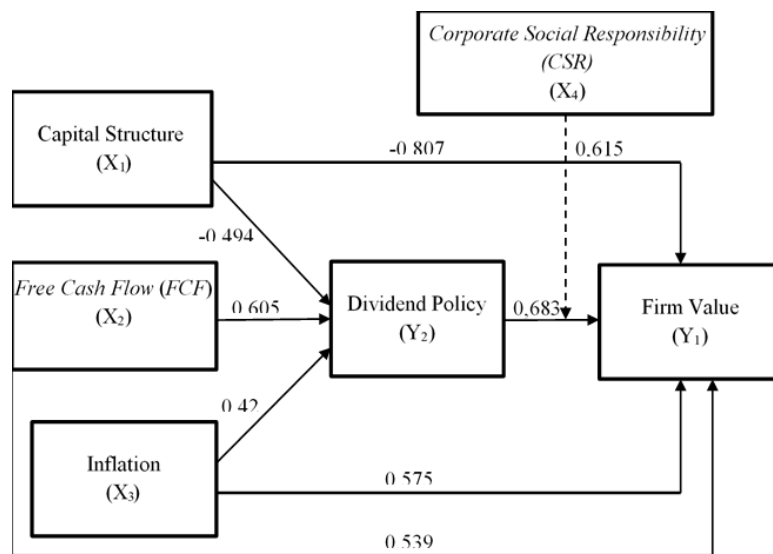 Corporate Social Responsibility
(CSR)
(X₄)
Capital Structure
(X₁)
-0.807
0,615
-0.494
Free Cash Flow (FCF)
(X₂)
0.605
Dividend Policy
(Y₂)
0,683
Firm Value
(Y₁)
0.42
Inflation
(X₃)
0.575
0.539